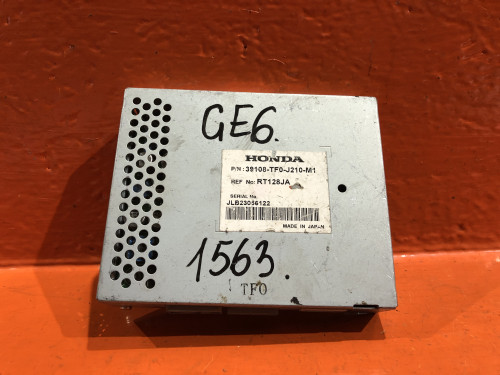 GE6.
HONDA
P/N : 39108-TF0-J210-M1
REF No: RT128JA
SERIAL No.
JLB23056122
MADE IN JAPAN
1563.
TF0